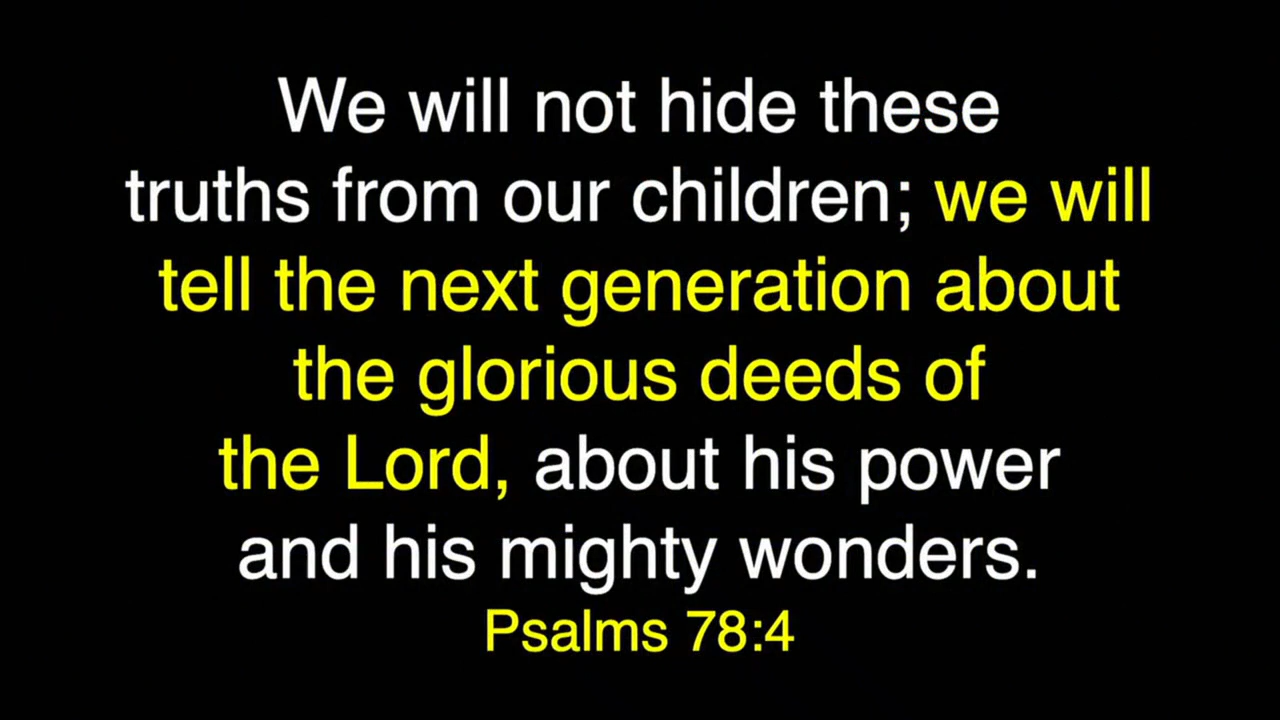 We will not hide these
truths from our children; we will
tell the next generation about
the glorious deeds of
the Lord, about his power
and his mighty wonders.
Psalms 78:4